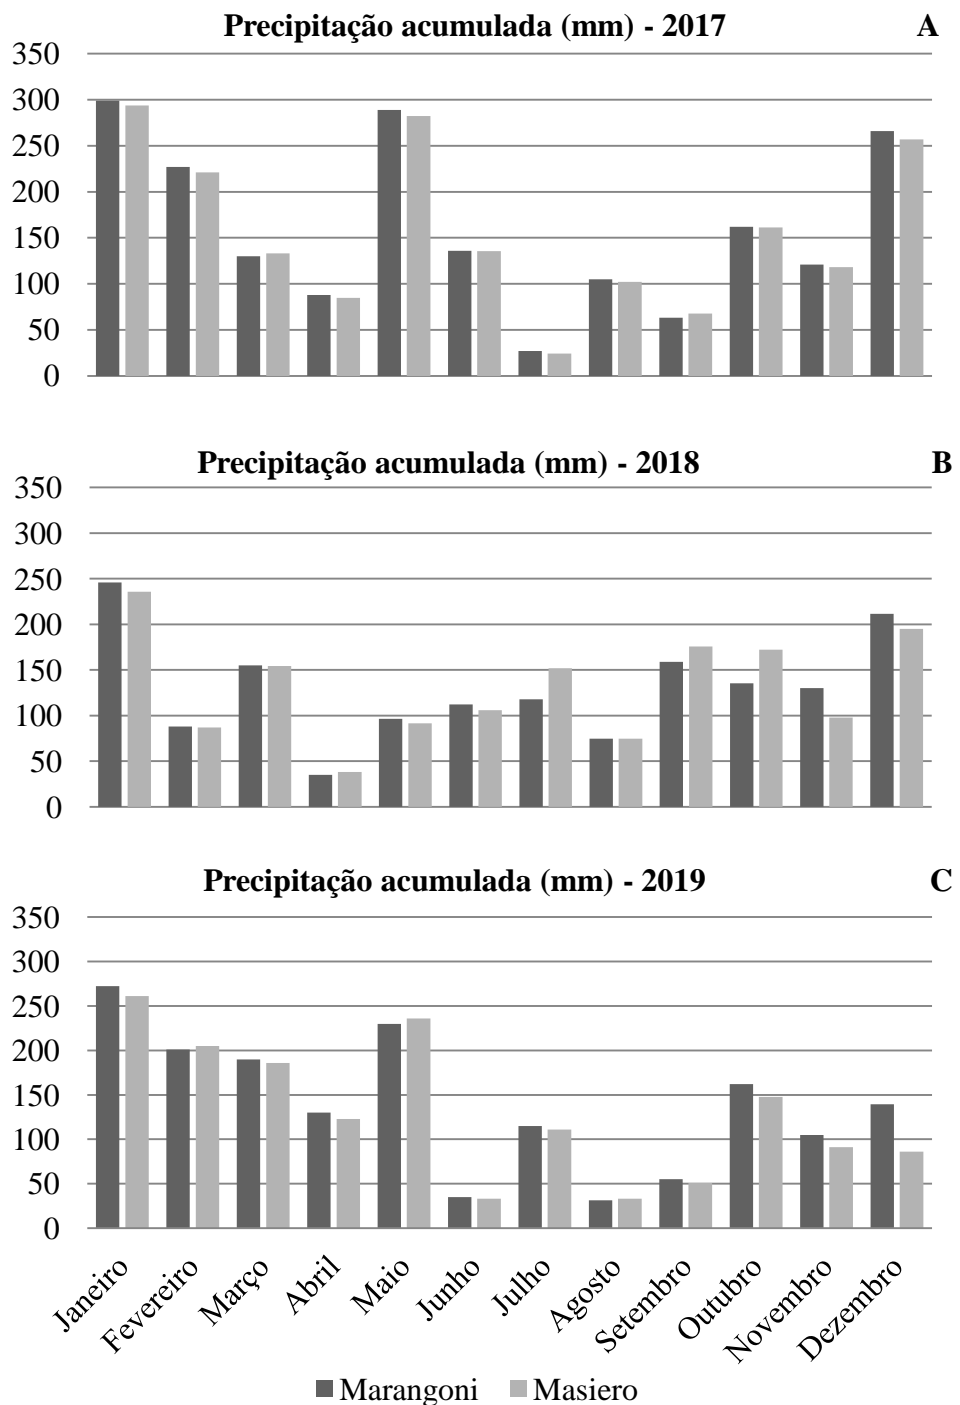 Precipitação acumulada (mm) - 2017 A
350
300
250
200
150
100
50
0
Precipitação acumulada (mm) - 2018 B
350
300
250
200
150
100
50
0
Precipitação acumulada (mm) - 2019 C
350
300
250
200
150
100
50
0
Janeiro
Fevereiro
Março
Abril
Maio
Junho
Julho
Agosto
Setembro
Outubro
Novembro
Dezembro
Marangoni Masiero